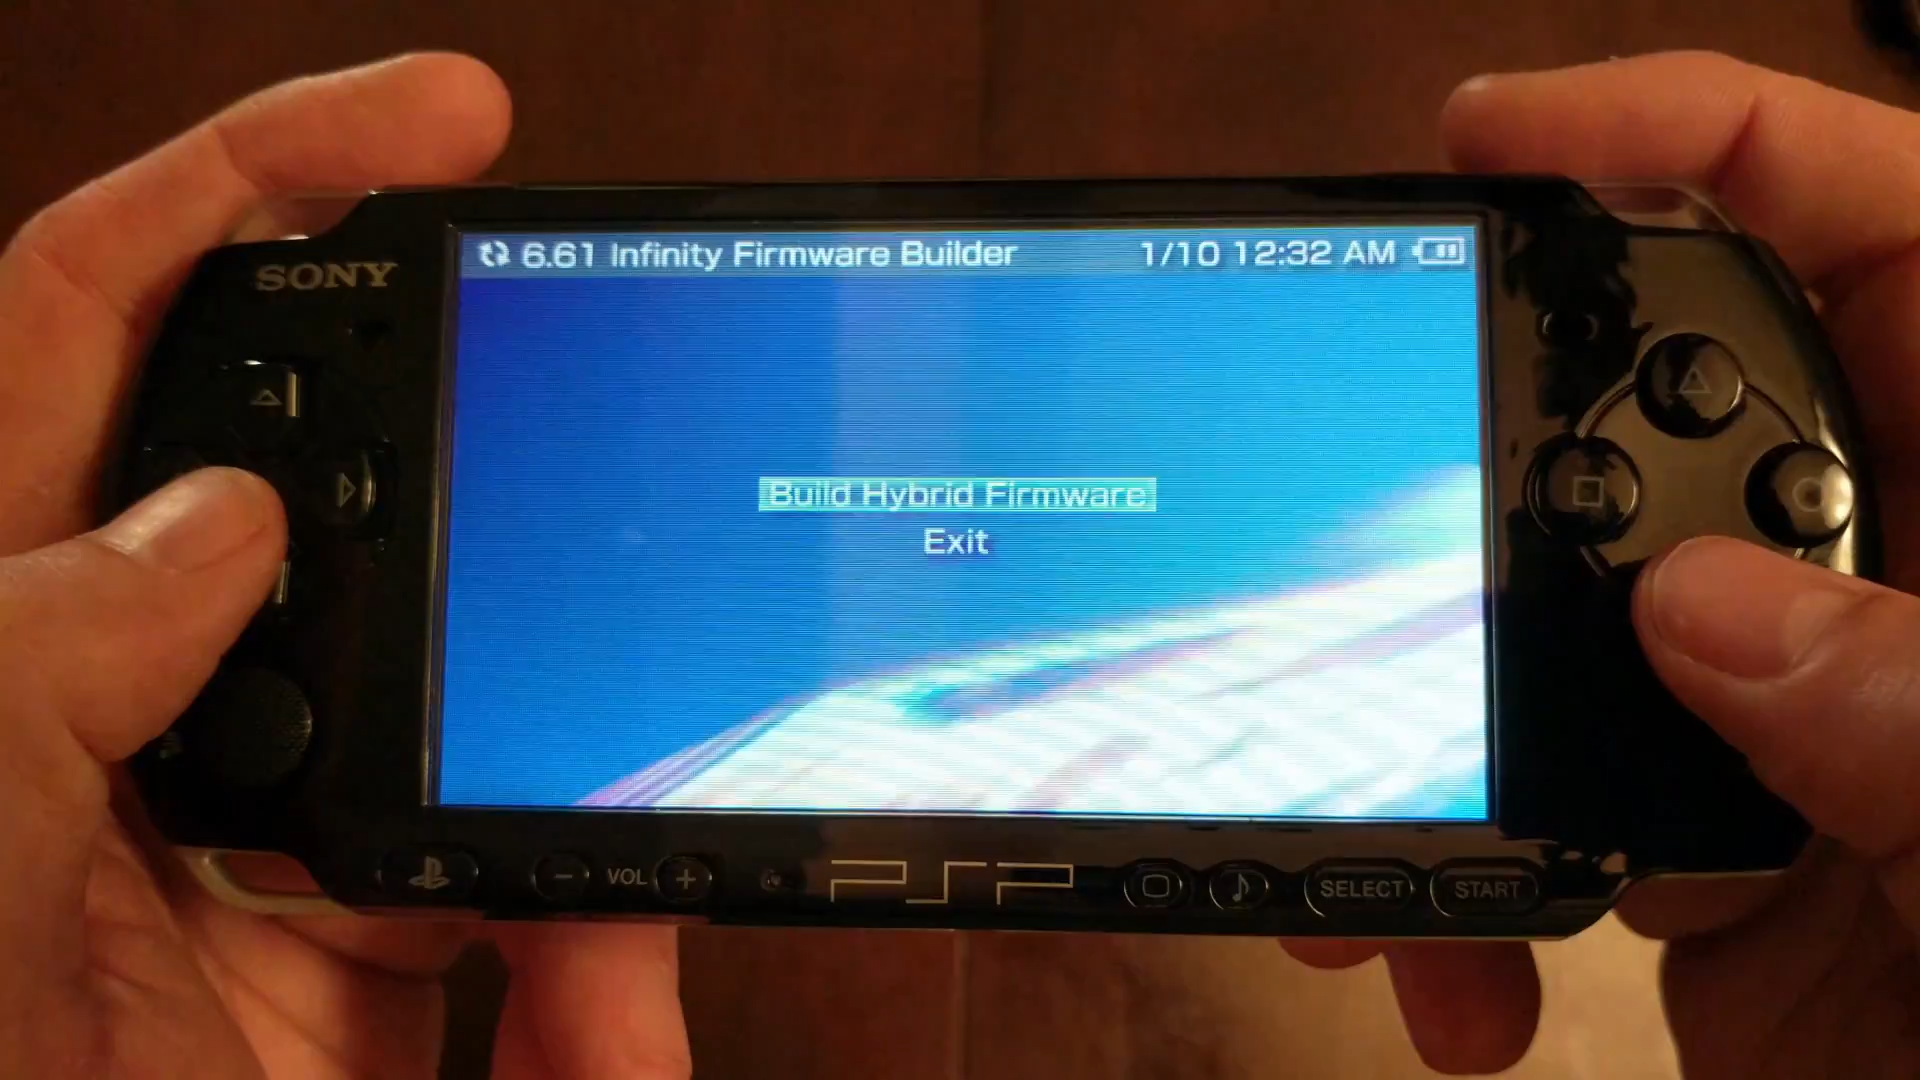 6.61 Infinity Firmware Builder 1/10 12:32 AM
SONY
Build Hybrid Firmware
Exit
VOL
PSP
SELECT
START